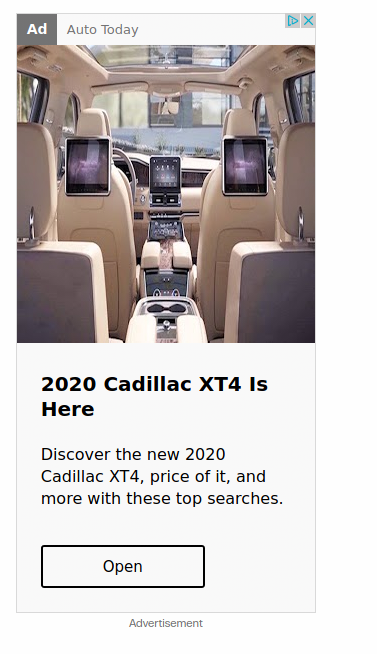 Ad Auto Today
2020 Cadillac XT4 Is
Here
Discover the new 2020
Cadillac XT4, price of it, and
more with these top searches.
Open
Advertisement